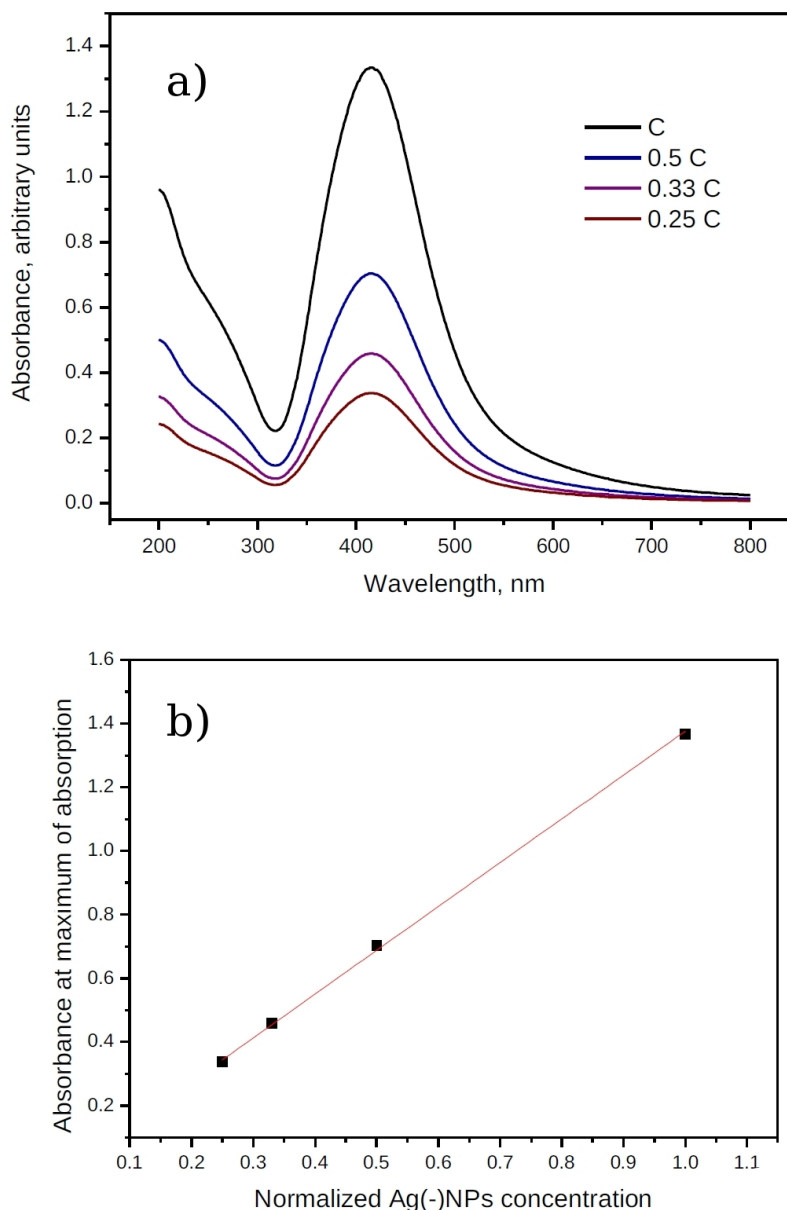 a)
1.4
1.2
1.0
0.8
0.6
0.4
0.2
0.0
Absorbance, arbitrary units
C
0.5 C
0.33 C
0.25 C
200 300 400 500 600 700 800
Wavelength, nm
b)
1.6
1.4
1.2
1.0
0.8
0.6
0.4
0.2
Absorbance at maximum of absorption
0.1 0.2 0.3 0.4 0.5 0.6 0.7 0.8 0.9 1.0 1.1
Normalized Ag(-)NPs concentration